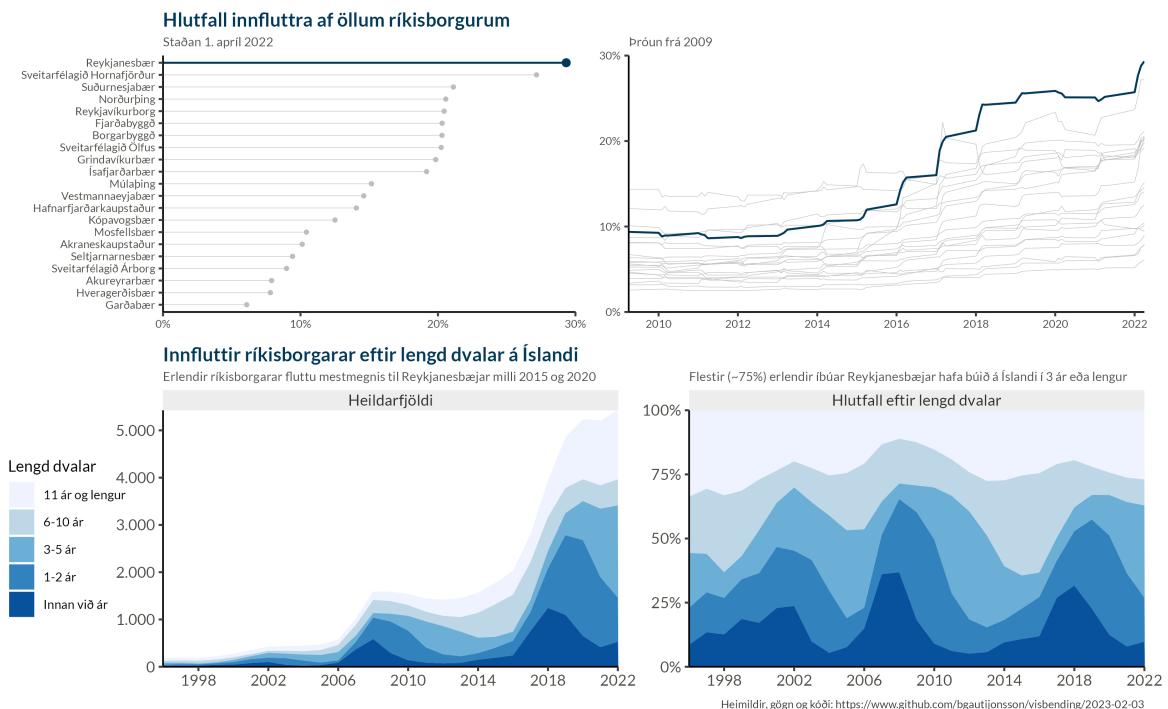 Hlutfall innfluttra af öllum ríkisborgurum
Staðan 1. apríl 2022
Reykjanesbær
Sveitarfélagið Hornafjörður
Suðurnesjabær
Norðurþing
Reykjavíkurborg
Fjarðabyggð
Borgarbyggð
Sveitarfélagið Ölfus
Grindavíkurbær
Ísafjarðarbær
Múlaþing
Vestmannaeyjabær
Hafnarfjarðarkaupstaður
Kópavogsbær
Mosfellsbær
Akraneskaupstaður
Seltjarnarnesbær
Sveitarfélagið Árborg
Akureyrarbær
Hveragerðisbær
Garðabær
0% 10% 20% 30%
Þróun frá 2009
30%
20%
10%
0%
2010 2012 2014 2016 2018 2020 2022
Innfluttir ríkisborgarar eftir lengd dvalar á Íslandi
Erlendir ríkisborgarar fluttu mestmegnis til Reykjanesbæjar milli 2015 og 2020
Heildarfjöldi
5.000
4.000
3.000
2.000
1.000
0
1998 2002 2006 2010 2014 2018 2022
Lengd dvalar
11 ár og lengur
6-10 ár
3-5 ár
1-2 ár
Innan við ár
Flestir (~75%) erlendir íbúar Reykjanesbæjar hafa búið á Íslandi í 3 ár eða lengur
Hlutfall eftir lengd dvalar
100%
75%
50%
25%
0%
1998 2002 2006 2010 2014 2018 2022
Heimildir, gögn og kóði: https://www.github.com/bgautijonsson/visbending/2023-02-03